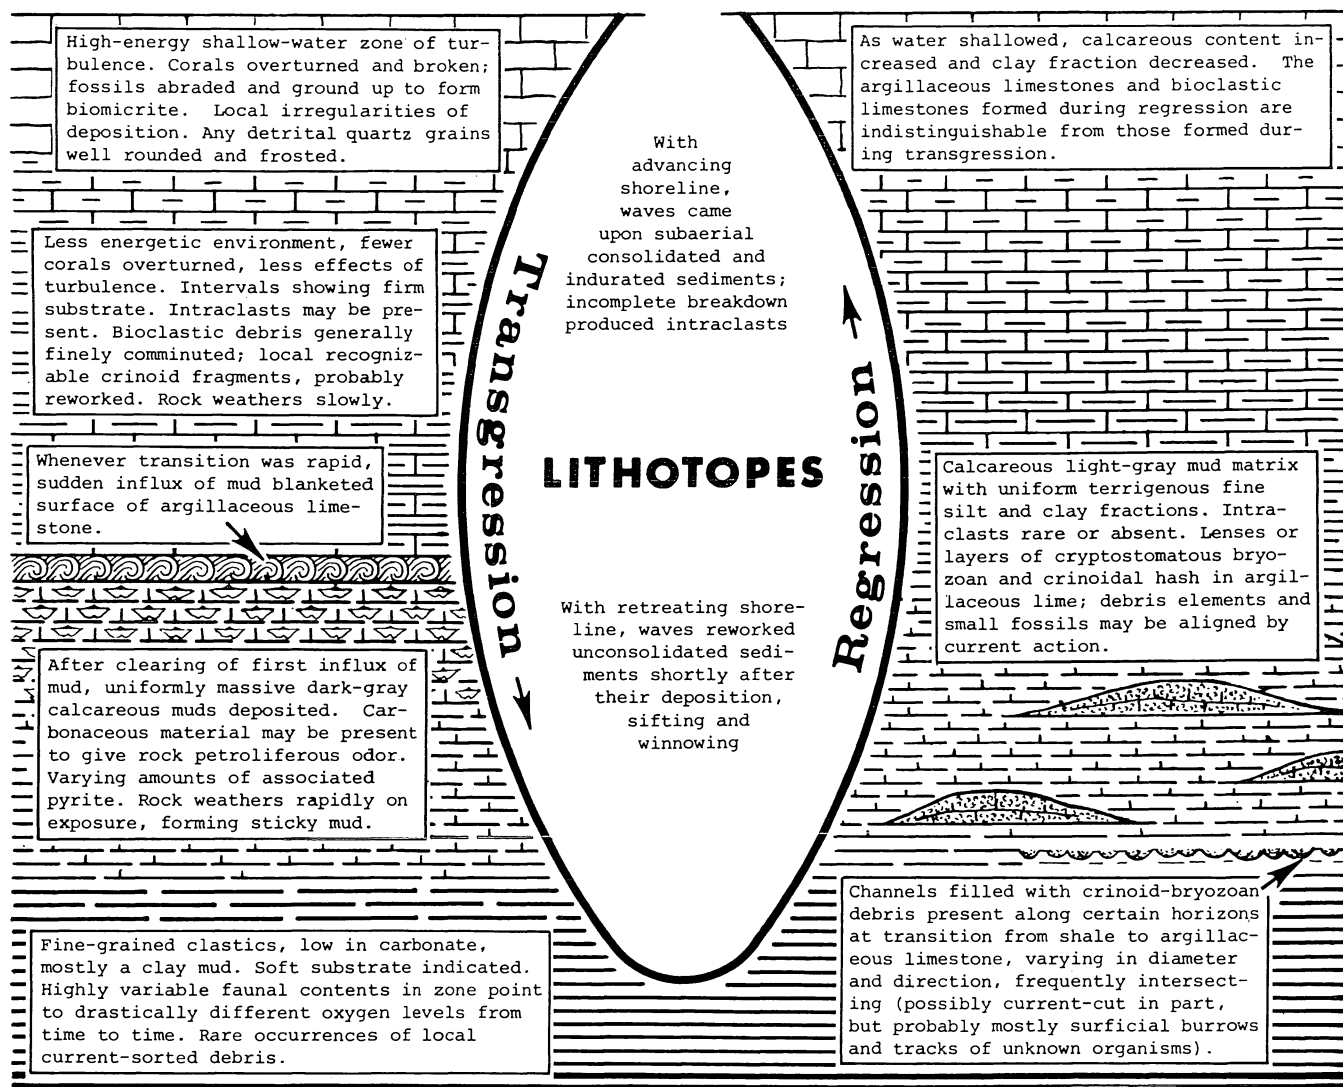 High-energy shallow-water zone of tur-
bulence. Corals overturned and broken;
fossils abraded and ground up to form
biomicrite. Local irregularities of
deposition. Any detrital quartz grains
well rounded and frosted.
Less energetic environment, fewer
corals overturned, less effects of
turbulence. Intervals showing firm
substrate. Intraclasts may be pre-
sent. Bioclastic debris generally
finely comminuted; local recogniz-
able crinoid fragments, probably
reworked. Rock weathers slowly.
Whenever transition was rapid,
sudden influx of mud blanketed
surface of argillaceous lime-
stone.
After clearing of first influx of
mud, uniformly massive dark-gray
calcareous muds deposited. Car-
bonaceous material may be present
to give rock petroliferous odor.
Varying amounts of associated
pyrite. Rock weathers rapidly on
exposure, forming sticky mud.
Fine-grained clastics, low in carbonate,
mostly a clay mud. Soft substrate indicated.
Highly variable faunal contents in zone point
to drastically different oxygen levels from
time to time. Rare occurrences of local
current-sorted debris.
Transgression
With
advancing
shoreline,
waves came
upon subaerial
consolidated and
indurated sediments;
incomplete breakdown
produced intraclasts
LITHOTOPES
With retreating shore-
line, waves reworked
unconsolidated sedi-
ments shortly after
their deposition,
sifting and
winnowing
Regression
As water shallowed, calcareous content in-
creased and clay fraction decreased. The
argillaceous limestones and bioclastic
limestones formed during regression are
indistinguishable from those formed dur-
ing transgression.
Calcareous light-gray mud matrix
with uniform terrigenous fine
silt and clay fractions. Intra-
clasts rare or absent. Lenses or
layers of cryptostomatous bryo-
zoan and crinoidal hash in argil-
laceous lime; debris elements and
small fossils may be aligned by
current action.
Channels filled with crinoid-bryozoan
debris present along certain horizons
at transition from shale to argillac-
eous limestone, varying in diameter
and direction, frequently intersect-
ing (possibly current-cut in part,
but probably mostly surficial burrows
and tracks of unknown organisms).